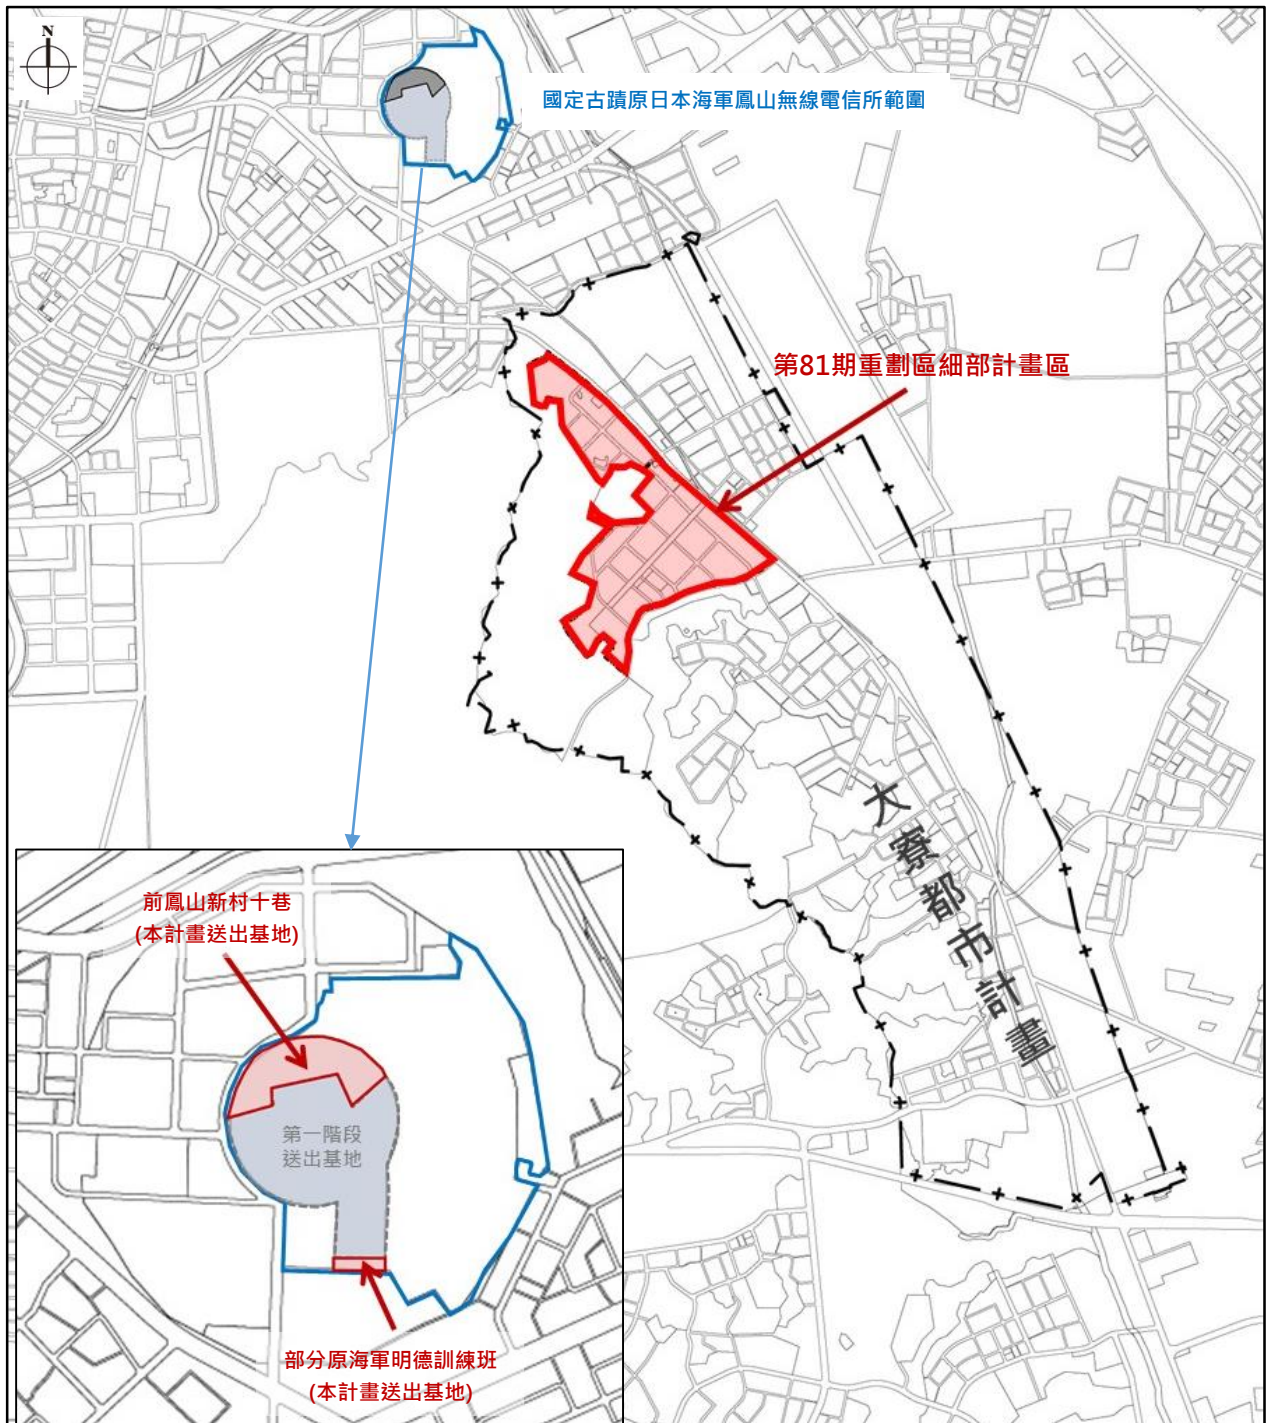 N
國定古蹟原日本海軍鳳山無線電信所範圍
第81期重劃區細部計畫區
大寮都市計畫
前鳳山新村十巷
(本計畫送出基地)
第一階段
送出基地
部分原海軍明德訓練班
(本計畫送出基地)